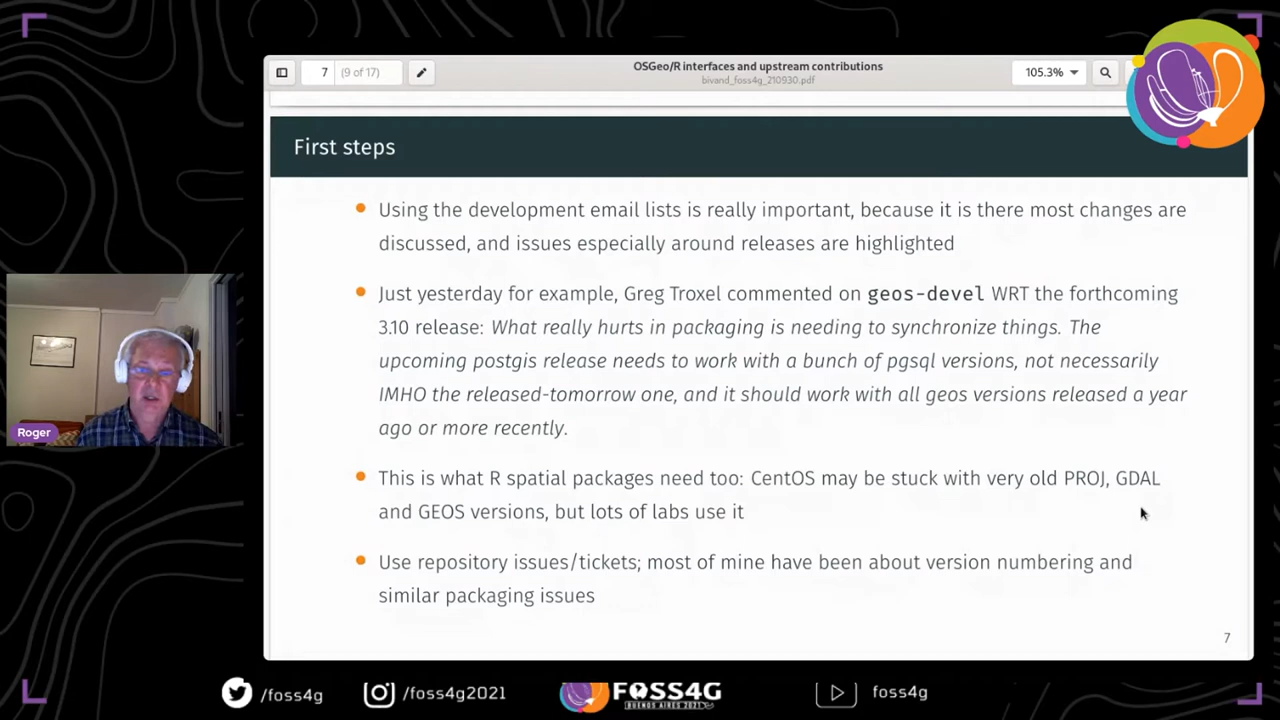 7
(9 of 17)
OSGeo/R interfaces and upstream contributions
bivand_foss4g_210930.pdf
105.3%
First steps
Using the development email lists is really important, because it is there most changes are
discussed, and issues especially around releases are highlighted
Just yesterday for example, Greg Troxel commented on geos-devel WRT the forthcoming
3.10 release: What really hurts in packaging is needing to synchronize things. The
upcoming postgis release needs to work with a bunch of pgsql versions, not necessarily
IMHO the released-tomorrow one, and it should work with all geos versions released a year
ago or more recently.
This is what R spatial packages need too: CentOS may be stuck with very old PROJ, GDAL
and GEOS versions, but lots of labs use it
Use repository issues/tickets; most of mine have been about version numbering and
similar packaging issues
7
Roger
/foss4g
/foss4g2021
FOSS4G
BUENOS AIRES 2021
foss4g